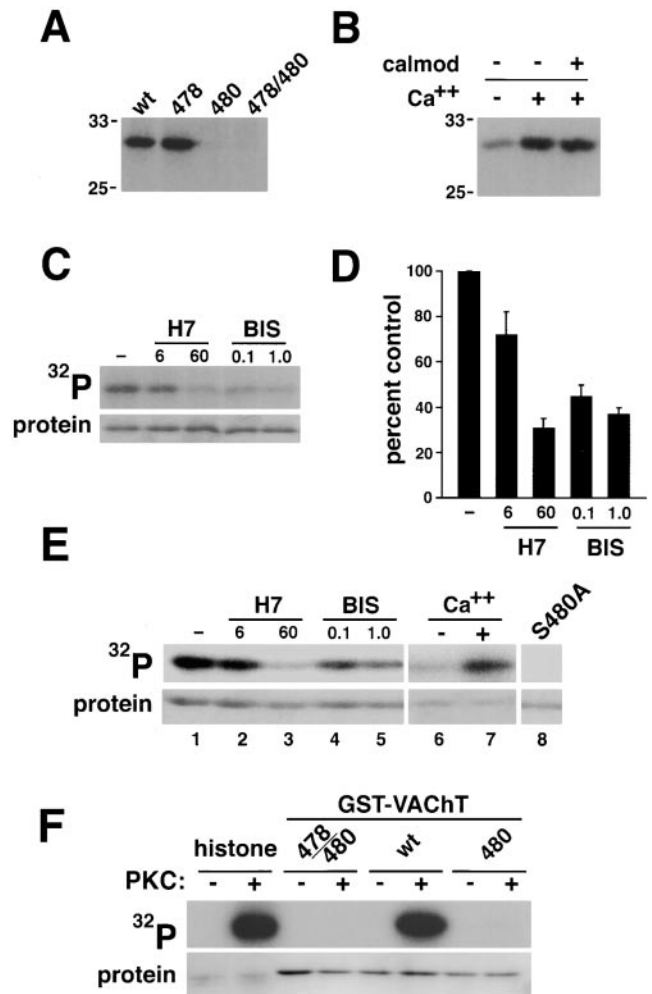 A
wt 478 480 478/480
33-
25-
B
calmod - - +
Ca++ - + +
33-
25-
C
H7 BIS
– 6 60 0.1 1.0
32P
protein
D
percent control
100
80
60
40
20
0
– 6 60 0.1 1.0
H7 BIS
E
H7 BIS Ca++ S480A
– 6 60 0.1 1.0 - +
32P
protein
1 2 3 4 5 6 7 8
F
GST-VAChT
histone 478/480 wt 480
PKC: - + - + - + - +
32P
protein